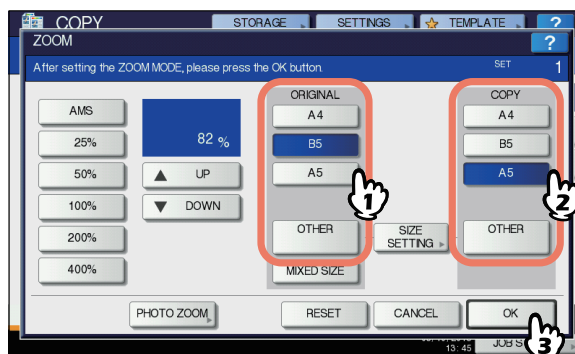 COPY
STORAGE
SETTINGS
TEMPLATE
?
ZOOM
?
After setting the ZOOM MODE, please press the OK button.
SET 1
AMS
25%
50%
100%
200%
400%
82 %
▲ UP
▼ DOWN
ORIGINAL
A4
B5
A5
OTHER
MIXED SIZE
SIZE
SETTING
COPY
A4
B5
A5
OTHER
1
2
PHOTO ZOOM
RESET
CANCEL
OK
3
13:45
JOB S